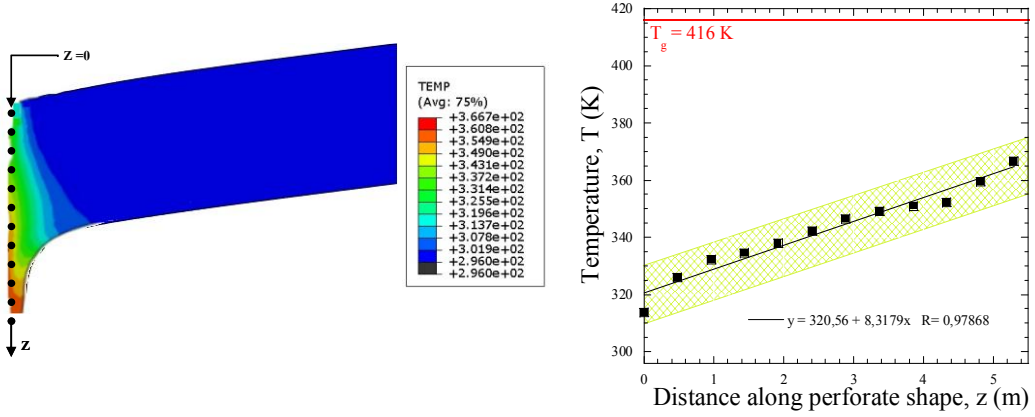 Z =0
z
TEMP
(Avg: 75%)
+3.667e+02
+3.608e+02
+3.549e+02
+3.490e+02
+3.431e+02
+3.372e+02
+3.314e+02
+3.255e+02
+3.196e+02
+3.137e+02
+3.078e+02
+3.019e+02
+2.960e+02
+2.960e+02
Temperature, T (K)
420
400
380
360
340
320
300
T_g = 416 K
y = 320,56 + 8,3179x R= 0,97868
0 1 2 3 4 5
Distance along perforate shape, z (m)